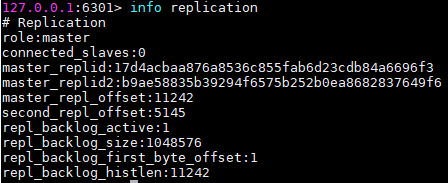 127.0.0.1:6301> info replication
# Replication
role:master
connected_slaves:0
master_replid:17d4acbaa876a8536c855fab6d23cdb84a6696f3
master_replid2:b9ae58835b39294f6575b252b0ea8682837649f6
master_repl_offset:11242
second_repl_offset:5145
repl_backlog_active:1
repl_backlog_size:1048576
repl_backlog_first_byte_offset:1
repl_backlog_histlen:11242